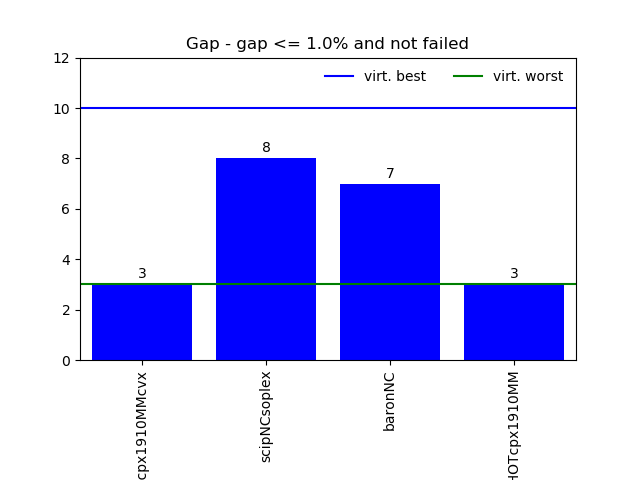 Gap - gap <= 1.0% and not failed
virt. best
virt. worst
12
10
8
6
4
2
0
3
8
7
3
cpx1910MMcvx
scipNCsoplex
baronNC
HOTcpx1910MM